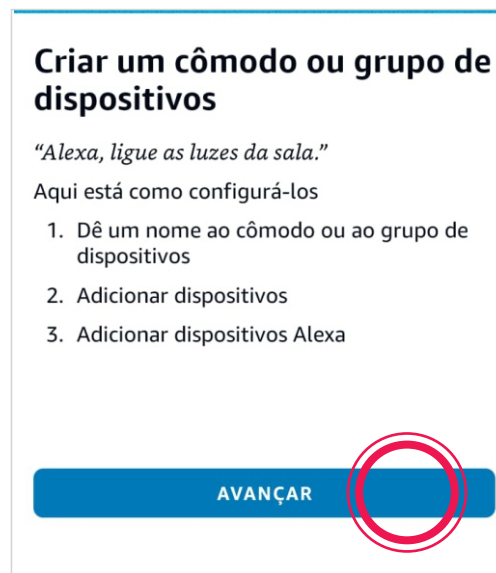 Criar um cômodo ou grupo de
dispositivos
“Alexa, ligue as luzes da sala.”
Aqui está como configurá-los
1. Dê um nome ao cômodo ou ao grupo de
dispositivos
2. Adicionar dispositivos
3. Adicionar dispositivos Alexa
AVANÇAR